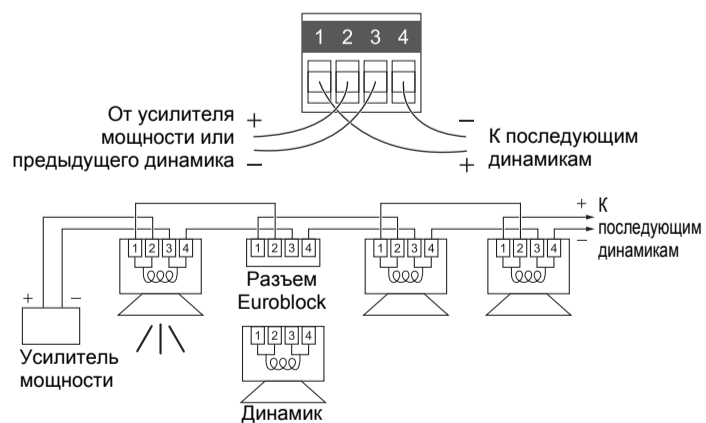 1 2 3 4
От усилителя
мощности или
предыдущего динамика
+
−
−
+
К последующим
динамикам
+ К
последующим
− динамикам
1 2 3 4
1 2 3 4
1 2 3 4
1 2 3 4
Разъем
Euroblock
+ −
Усилитель
мощности
1 2 3 4
Динамик